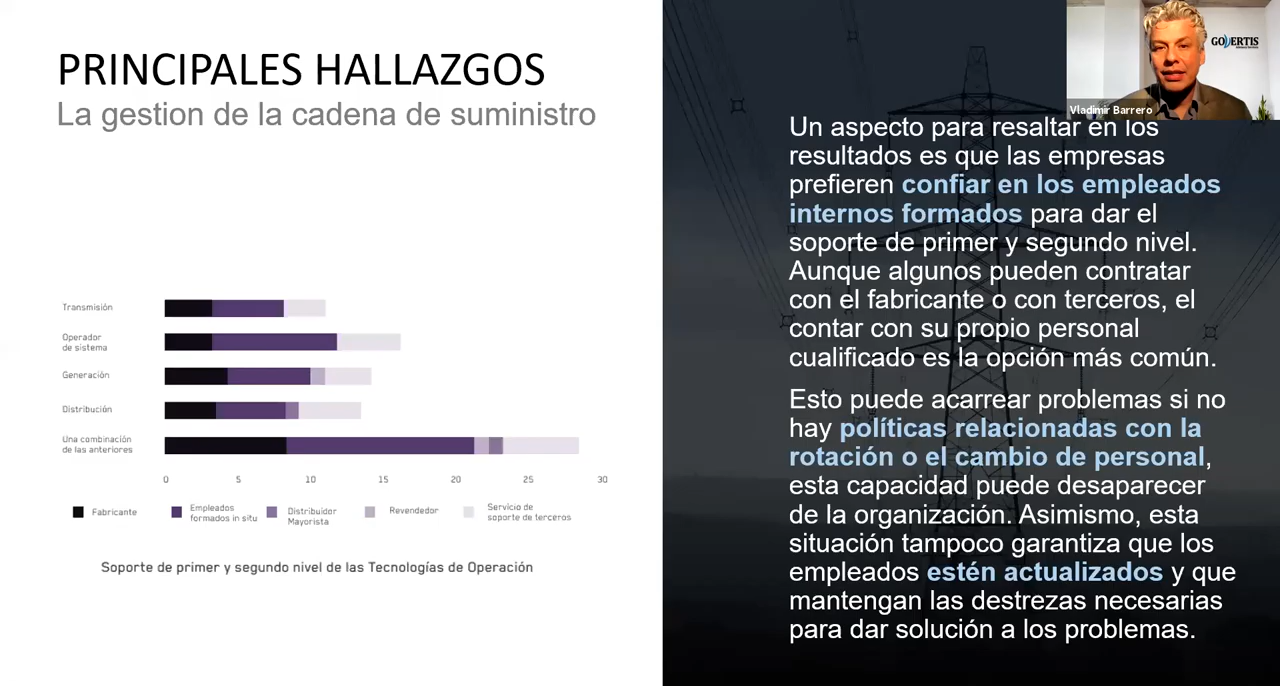 PRINCIPALES HALLAZGOS
La gestion de la cadena de suministro
Transmisión
Operador
de sistema
Generación
Distribución
Una combinación
de las anteriores
0 5 10 15 20 25 30
Fabricante
Empleados
formados in situ
Distribuidor
Mayorista
Revendedor
Servicio de
soporte de terceros
Soporte de primer y segundo nivel de las Tecnologías de Operación
GOVERTIS
Vladimir Barrero
Un aspecto para resaltar en los
resultados es que las empresas
prefieren confiar en los empleados
internos formados para dar el
soporte de primer y segundo nivel.
Aunque algunos pueden contratar
con el fabricante o con terceros, el
contar con su propio personal
cualificado es la opción más común.
Esto puede acarrear problemas si no
hay políticas relacionadas con la
rotación o el cambio de personal,
esta capacidad puede desaparecer
de la organización. Asimismo, esta
situación tampoco garantiza que los
empleados estén actualizados y que
mantengan las destrezas necesarias
para dar solución a los problemas.